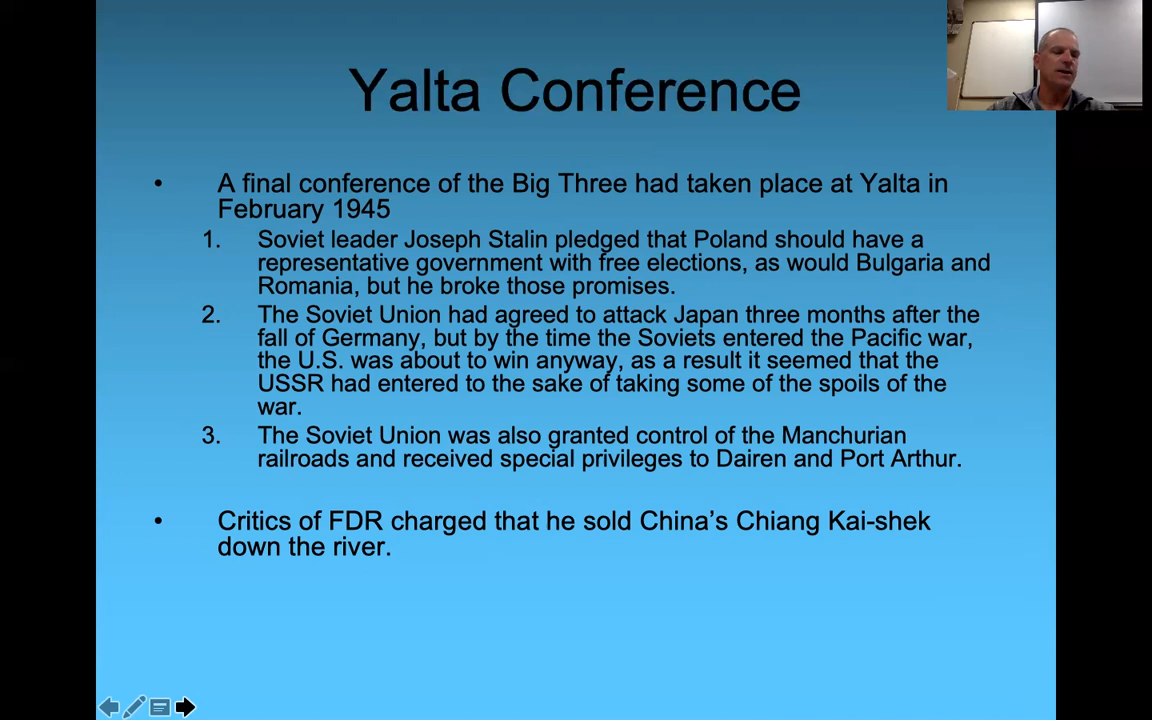 Yalta Conference
• A final conference of the Big Three had taken place at Yalta in
February 1945
1. Soviet leader Joseph Stalin pledged that Poland should have a
representative government with free elections, as would Bulgaria and
Romania, but he broke those promises.
2. The Soviet Union had agreed to attack Japan three months after the
fall of Germany, but by the time the Soviets entered the Pacific war,
the U.S. was about to win anyway, as a result it seemed that the
USSR had entered to the sake of taking some of the spoils of the
war.
3. The Soviet Union was also granted control of the Manchurian
railroads and received special privileges to Dairen and Port Arthur.
• Critics of FDR charged that he sold China’s Chiang Kai-shek
down the river.